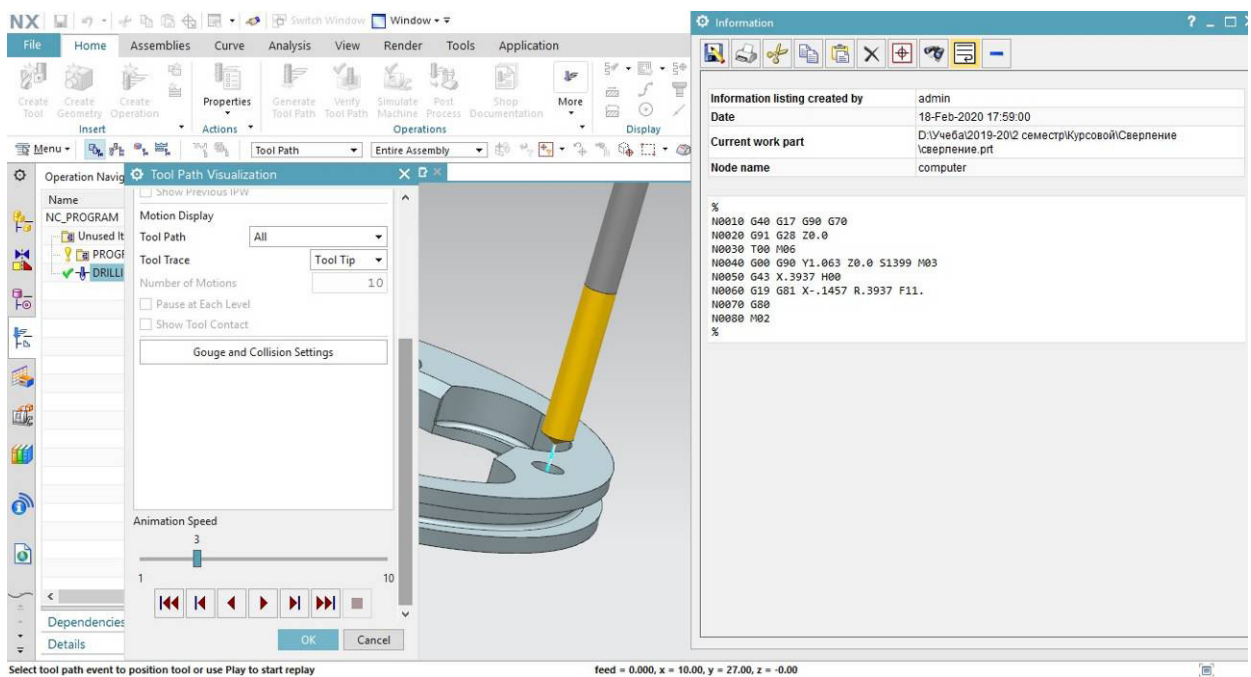 NX Switch Window Window
File Home Assemblies Curve Analysis View Render Tools Application
Create Tool Create Geometry Create Operation Properties Generate Tool Path Verify Tool Path Simulate Machine Post Process Shop Documentation More
Insert Actions Operations Display
Menu Tool Path Entire Assembly
Operation Navig
Name
NC_PROGRAM
Unused It
PROGR
DRILLI
Dependencies
Details
Tool Path Visualization
Show Previous IPW
Motion Display
Tool Path All
Tool Trace Tool Tip
Number of Motions 10
Pause at Each Level
Show Tool Contact
Gouge and Collision Settings
Animation Speed
3
1 10
OK Cancel
Information
Information listing created by admin
Date 18-Feb-2020 17:59:00
Current work part D:\Учеба\2019-20\2 семестр\Курсовой\Сверление
\сверление.prt
Node name computer
%
N0010 G40 G17 G90 G70
N0020 G91 G28 Z0.0
N0030 T00 M06
N0040 G00 G90 Y1.063 Z0.0 S1399 M03
N0050 G43 X.3937 H00
N0060 G19 G81 X-.1457 R.3937 F11.
N0070 G80
N0080 M02
%
Select tool path event to position tool or use Play to start replay feed = 0.000, x = 10.00, y = 27.00, z = -0.00